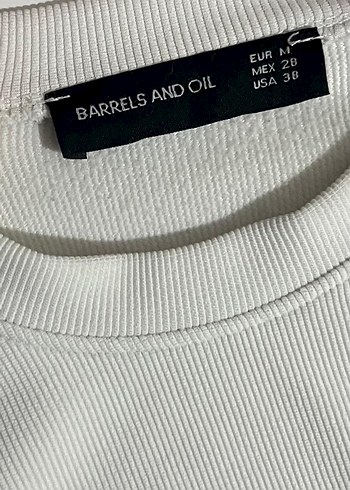 BARRELS AND OIL
EUR M
MEX 28
USA 38